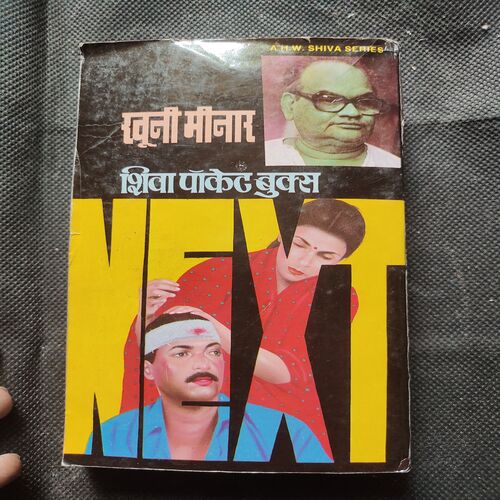 A.H.W. SHIVA SERIES
खूनी मीनार
शिवा पॉकेट बुक्स
NEXT